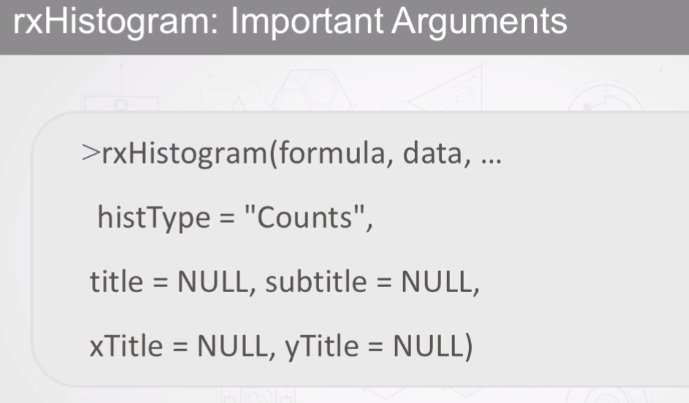 rxHistogram: Important Arguments
>rxHistogram(formula, data, ...
histType = "Counts",
title = NULL, subtitle = NULL,
xTitle = NULL, yTitle = NULL)